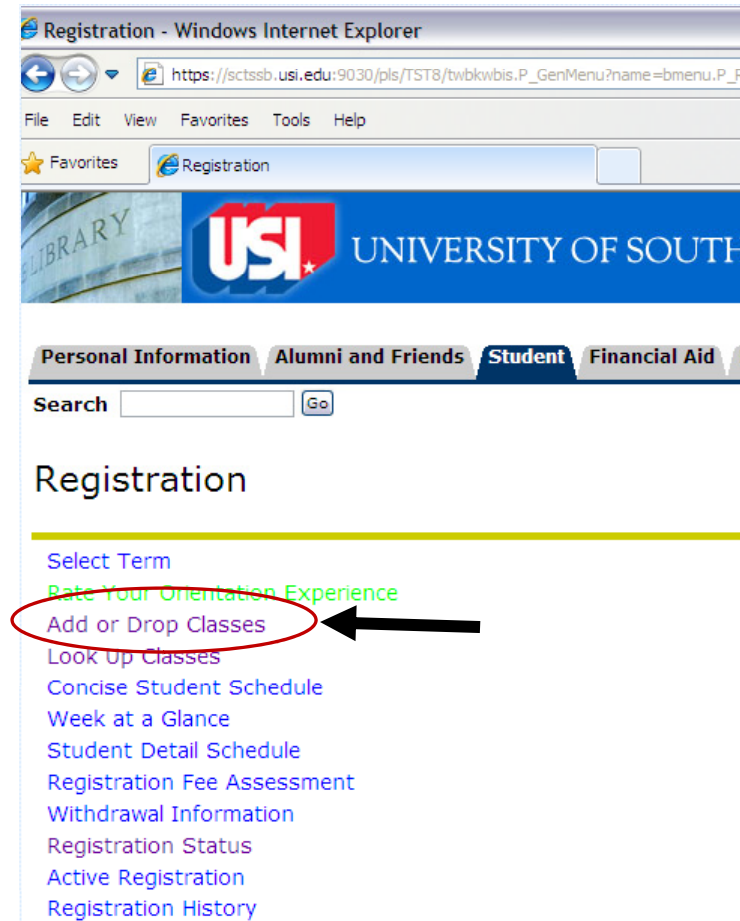 Registration - Windows Internet Explorer
https://sctssb.usi.edu:9030/pls/TST8/twbkwbis.P_GenMenu?name=bmenu.P_R
File Edit View Favorites Tools Help
Favorites Registration
LIBRARY
USI UNIVERSITY OF SOUTH
Personal Information Alumni and Friends Student Financial Aid
Search Go
Registration
Select Term
Rate Your Orientation Experience
Add or Drop Classes
Look Up Classes
Concise Student Schedule
Week at a Glance
Student Detail Schedule
Registration Fee Assessment
Withdrawal Information
Registration Status
Active Registration
Registration History